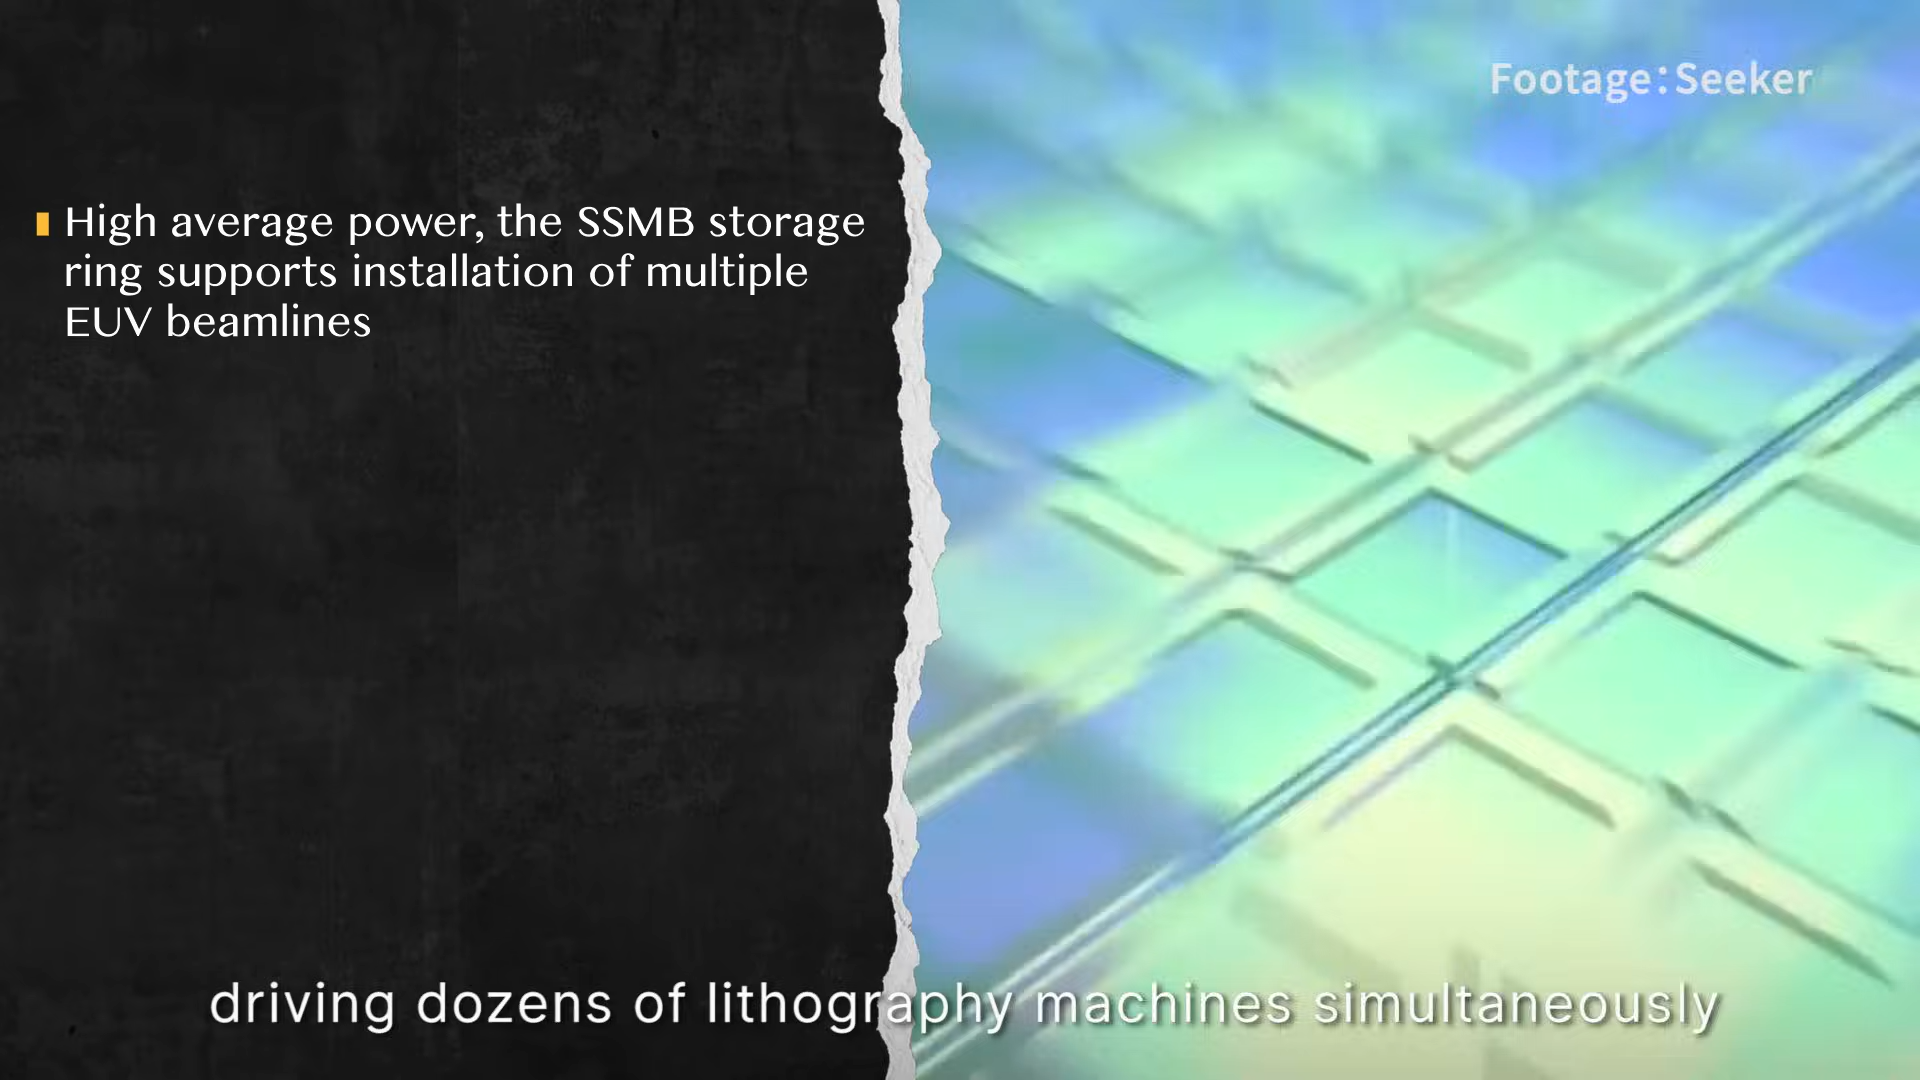 Footage:Seeker
High average power, the SSMB storage
ring supports installation of multiple
EUV beamlines
driving dozens of lithography machines simultaneously